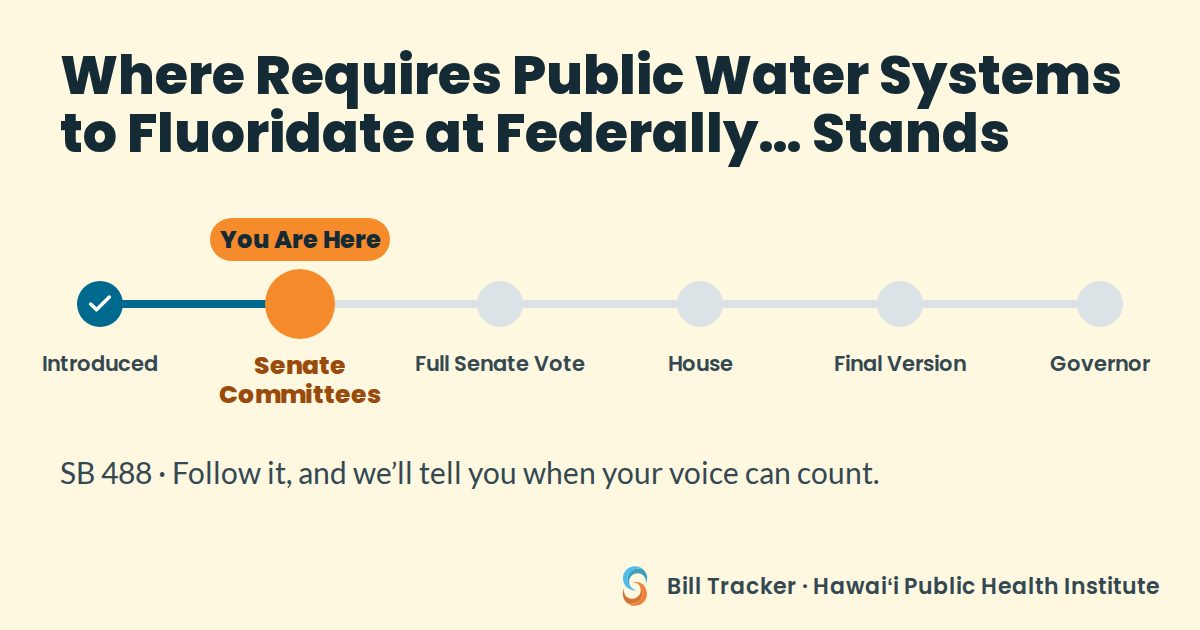 Where Requires Public Water Systems
to Fluoridate at Federally... Stands
You Are Here
Introduced
Senate
Committees
Full Senate Vote
House
Final Version
Governor
SB 488 · Follow it, and we’ll tell you when your voice can count.
Bill Tracker · Hawaiʻi Public Health Institute